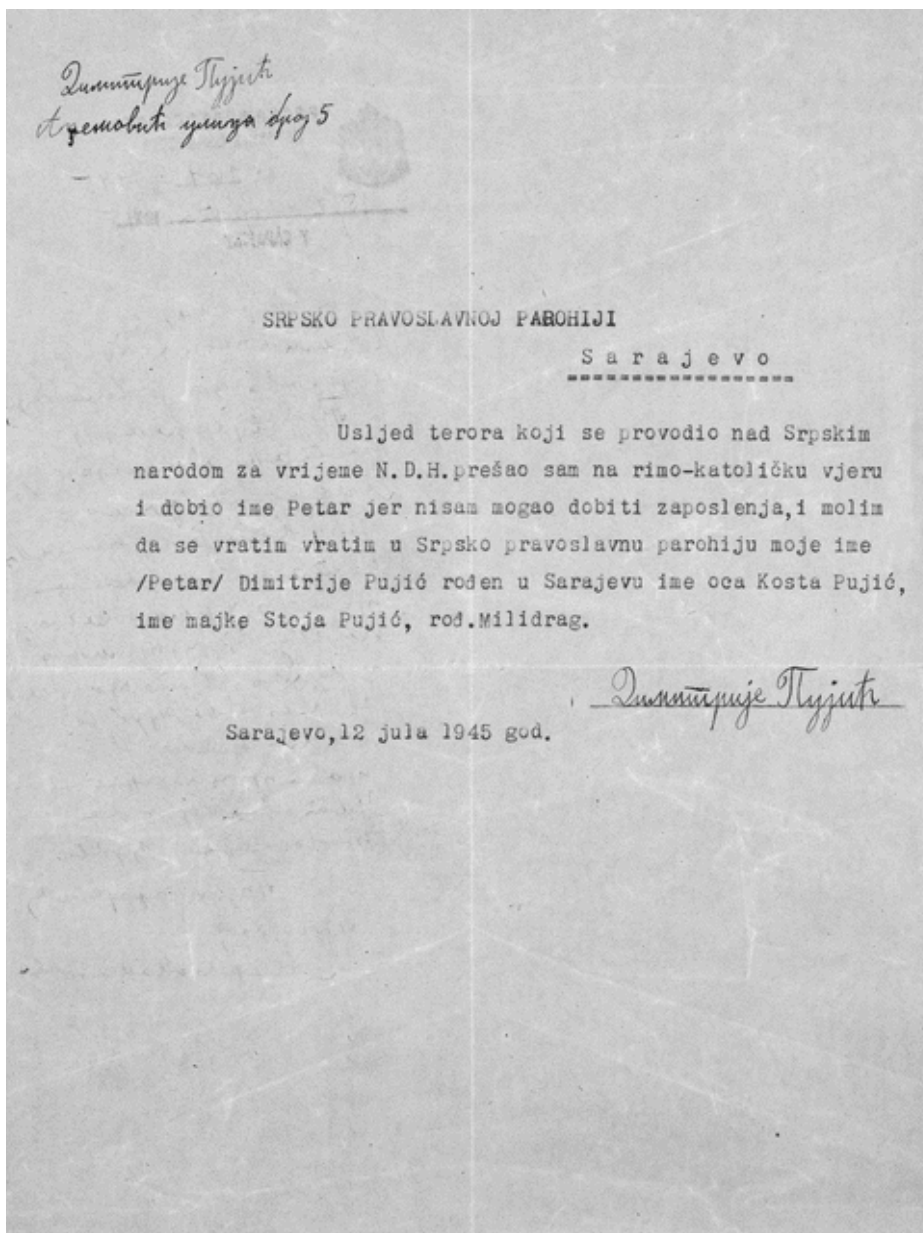 Димитрије Пујић
улица број 5
SRPSKO PRAVOSLAVNOJ PAROHIJI
Sarajevo
Usljed terora koji se provodio nad Srpskim
narodom za vrijeme N.D.H.prešao sam na rimo-katoličku vjeru
i dobio ime Petar jer nisam mogao dobiti zaposlenja,i molim
da se vratim vratim u Srpsko pravoslavnu parohiju moje ime
/Petar/ Dimitrije Pujić rođen u Sarajevu ime oca Kosta Pujić,
ime majke Stoja Pujić, rođ.Milidrag.
Димитрије Пујић
Sarajevo,12 jula 1945 god.